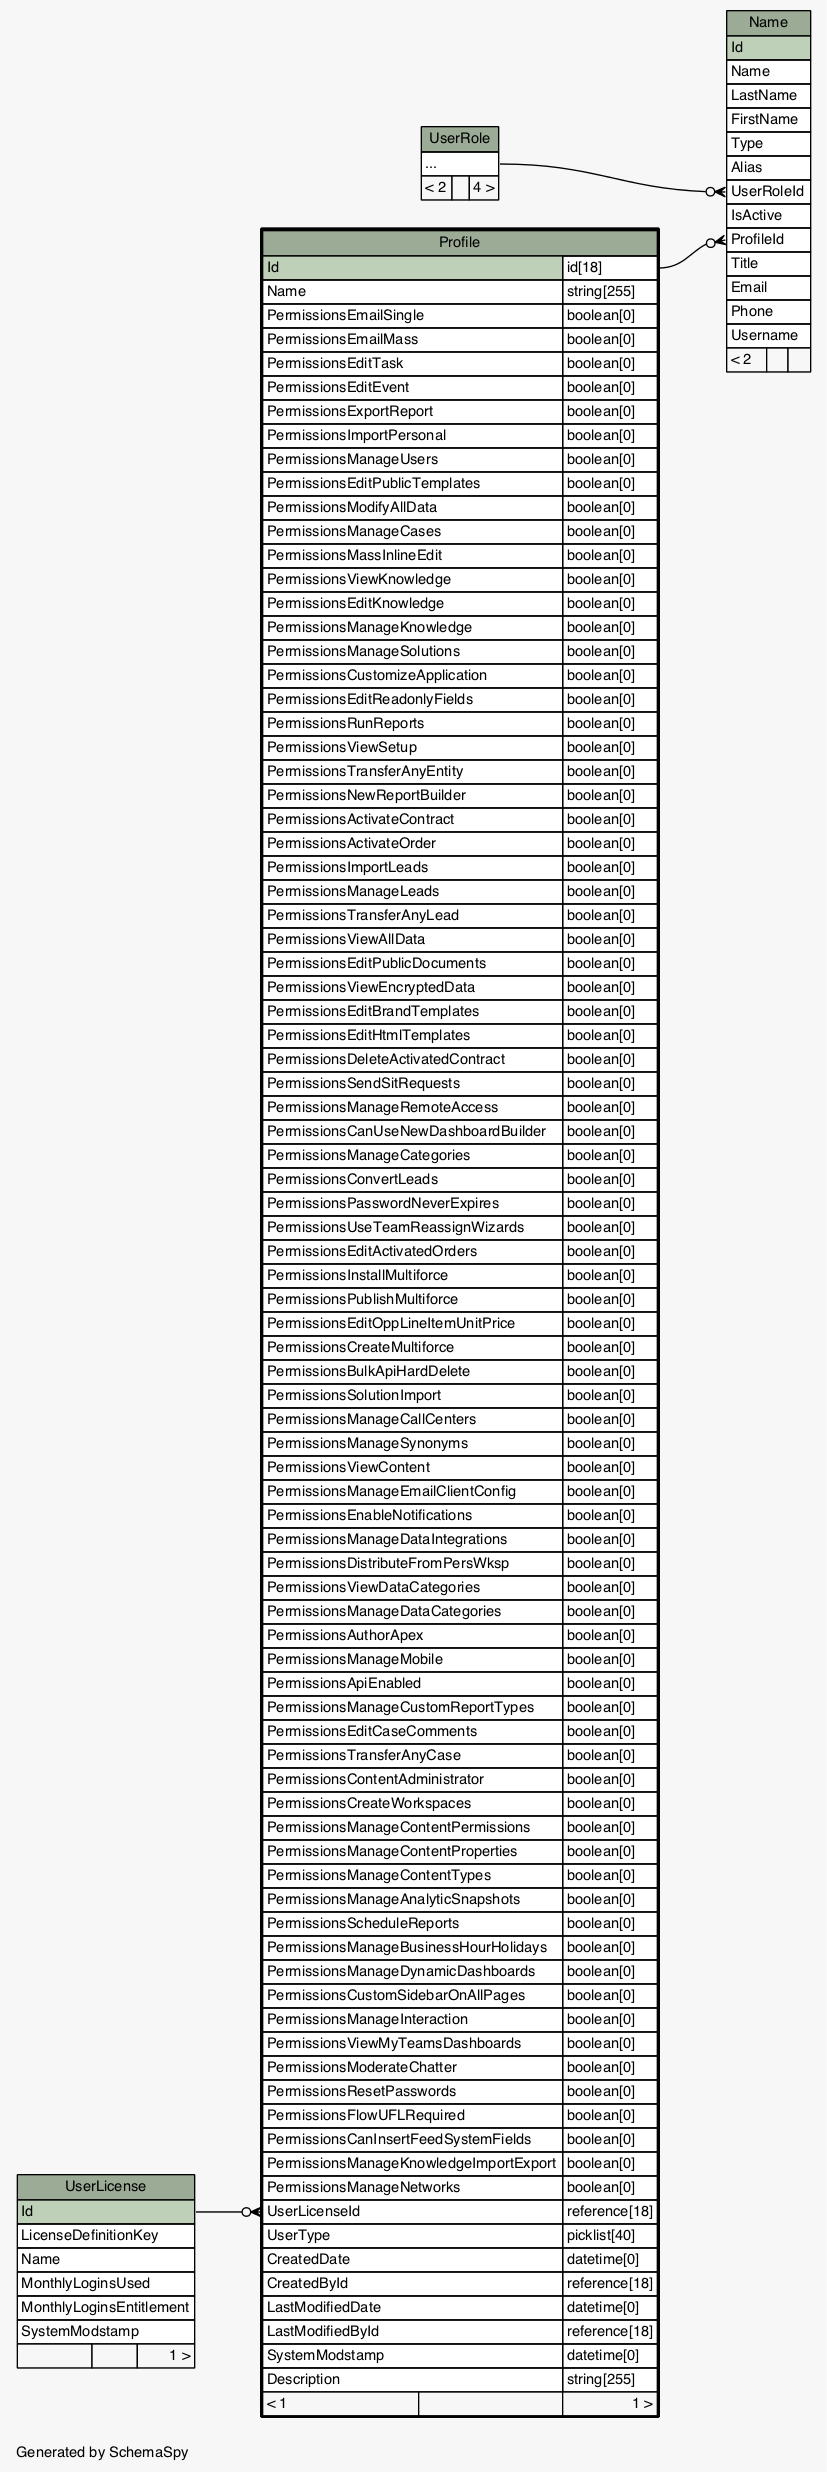 Name
Id
Name
LastName
FirstName
Type
Alias
UserRoleId
IsActive
ProfileId
Title
Email
Phone
Username
< 2
UserRole
...
< 2 4 >
Profile
Id id[18]
Name string[255]
PermissionsEmailSingle boolean[0]
PermissionsEmailMass boolean[0]
PermissionsEditTask boolean[0]
PermissionsEditEvent boolean[0]
PermissionsExportReport boolean[0]
PermissionsImportPersonal boolean[0]
PermissionsManageUsers boolean[0]
PermissionsEditPublicTemplates boolean[0]
PermissionsModifyAllData boolean[0]
PermissionsManageCases boolean[0]
PermissionsMassInlineEdit boolean[0]
PermissionsViewKnowledge boolean[0]
PermissionsEditKnowledge boolean[0]
PermissionsManageKnowledge boolean[0]
PermissionsManageSolutions boolean[0]
PermissionsCustomizeApplication boolean[0]
PermissionsEditReadonlyFields boolean[0]
PermissionsRunReports boolean[0]
PermissionsViewSetup boolean[0]
PermissionsTransferAnyEntity boolean[0]
PermissionsNewReportBuilder boolean[0]
PermissionsActivateContract boolean[0]
PermissionsActivateOrder boolean[0]
PermissionsImportLeads boolean[0]
PermissionsManageLeads boolean[0]
PermissionsTransferAnyLead boolean[0]
PermissionsViewAllData boolean[0]
PermissionsEditPublicDocuments boolean[0]
PermissionsViewEncryptedData boolean[0]
PermissionsEditBrandTemplates boolean[0]
PermissionsEditHtmlTemplates boolean[0]
PermissionsDeleteActivatedContract boolean[0]
PermissionsSendSitRequests boolean[0]
PermissionsManageRemoteAccess boolean[0]
PermissionsCanUseNewDashboardBuilder boolean[0]
PermissionsManageCategories boolean[0]
PermissionsConvertLeads boolean[0]
PermissionsPasswordNeverExpires boolean[0]
PermissionsUseTeamReassignWizards boolean[0]
PermissionsEditActivatedOrders boolean[0]
PermissionsInstallMultiforce boolean[0]
PermissionsPublishMultiforce boolean[0]
PermissionsEditOppLineItemUnitPrice boolean[0]
PermissionsCreateMultiforce boolean[0]
PermissionsBulkApiHardDelete boolean[0]
PermissionsSolutionImport boolean[0]
PermissionsManageCallCenters boolean[0]
PermissionsManageSynonyms boolean[0]
PermissionsViewContent boolean[0]
PermissionsManageEmailClientConfig boolean[0]
PermissionsEnableNotifications boolean[0]
PermissionsManageDataIntegrations boolean[0]
PermissionsDistributeFromPersWksp boolean[0]
PermissionsViewDataCategories boolean[0]
PermissionsManageDataCategories boolean[0]
PermissionsAuthorApex boolean[0]
PermissionsManageMobile boolean[0]
PermissionsApiEnabled boolean[0]
PermissionsManageCustomReportTypes boolean[0]
PermissionsEditCaseComments boolean[0]
PermissionsTransferAnyCase boolean[0]
PermissionsContentAdministrator boolean[0]
PermissionsCreateWorkspaces boolean[0]
PermissionsManageContentPermissions boolean[0]
PermissionsManageContentProperties boolean[0]
PermissionsManageContentTypes boolean[0]
PermissionsManageAnalyticSnapshots boolean[0]
PermissionsScheduleReports boolean[0]
PermissionsManageBusinessHourHolidays boolean[0]
PermissionsManageDynamicDashboards boolean[0]
PermissionsCustomSidebarOnAllPages boolean[0]
PermissionsManageInteraction boolean[0]
PermissionsViewMyTeamsDashboards boolean[0]
PermissionsModerateChatter boolean[0]
PermissionsResetPasswords boolean[0]
PermissionsFlowUFLRequired boolean[0]
PermissionsCanInsertFeedSystemFields boolean[0]
PermissionsManageKnowledgeImportExport boolean[0]
PermissionsManageNetworks boolean[0]
UserLicenseId reference[18]
UserType picklist[40]
CreatedDate datetime[0]
CreatedById reference[18]
LastModifiedDate datetime[0]
LastModifiedById reference[18]
SystemModstamp datetime[0]
Description string[255]
< 1 1 >
UserLicense
Id
LicenseDefinitionKey
Name
MonthlyLoginsUsed
MonthlyLoginsEntitlement
SystemModstamp
1 >
Generated by SchemaSpy